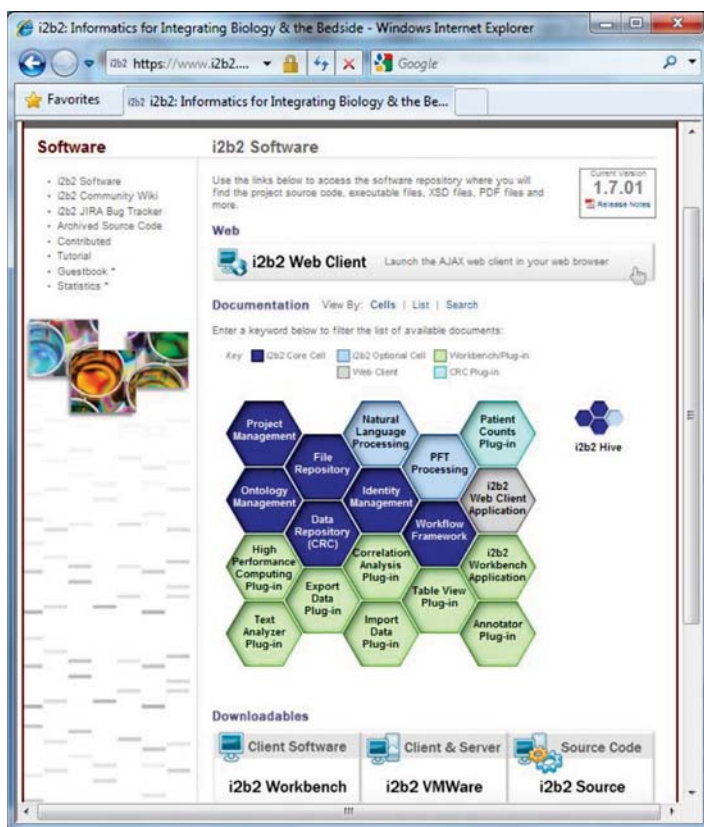 i2b2: Informatics for Integrating Biology & the Bedside - Windows Internet Explorer
i2b2 https://www.i2b2....
Google
Favorites
i2b2 i2b2: Informatics for Integrating Biology & the Be...
Software
i2b2 Software
i2b2 Community Wiki
i2b2 JIRA Bug Tracker
Archived Source Code
Contributed
Tutorial
Guestbook *
Statistics *
i2b2 Software
Use the links below to access the software repository where you will
find the project source code, executable files, XSD files, PDF files and
more.
Current Version
1.7.01
Release Notes
Web
i2b2 Web Client Launch the AJAX web client in your web browser
Documentation View By: Cells | List | Search
Enter a keyword below to filter the list of available documents:
Key i2b2 Core Cell i2b2 Optional Cell Workbench/Plug-in
Web Client CRC Plug-in
Project
Management
Natural
Language
Processing
Patient
Counts
Plug-in
File
Repository
PFT
Processing
i2b2 Hive
Ontology
Management
Identity
Management
i2b2
Web Client
Application
Data
Repository
(CRC)
Workflow
Framework
High
Performance
Computing
Plug-in
Correlation
Analysis
Plug-in
i2b2
Workbench
Application
Export
Data
Plug-in
Table View
Plug-in
Text
Analyzer
Plug-in
Import
Data
Plug-in
Annotator
Plug-in
Downloadables
Client Software
Client & Server
Source Code
i2b2 Workbench
i2b2 VMWare
i2b2 Source